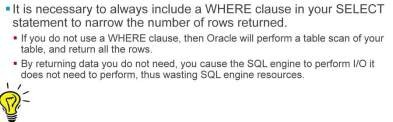 It is necessary to always include a WHERE clause in your SELECT
statement to narrow the number of rows returned.
If you do not use a WHERE clause, then Oracle will perform a table scan of your
table, and return all the rows.
By returning data you do not need, you cause the SQL engine to perform I/O it
does not need to perform, thus wasting SQL engine resources.